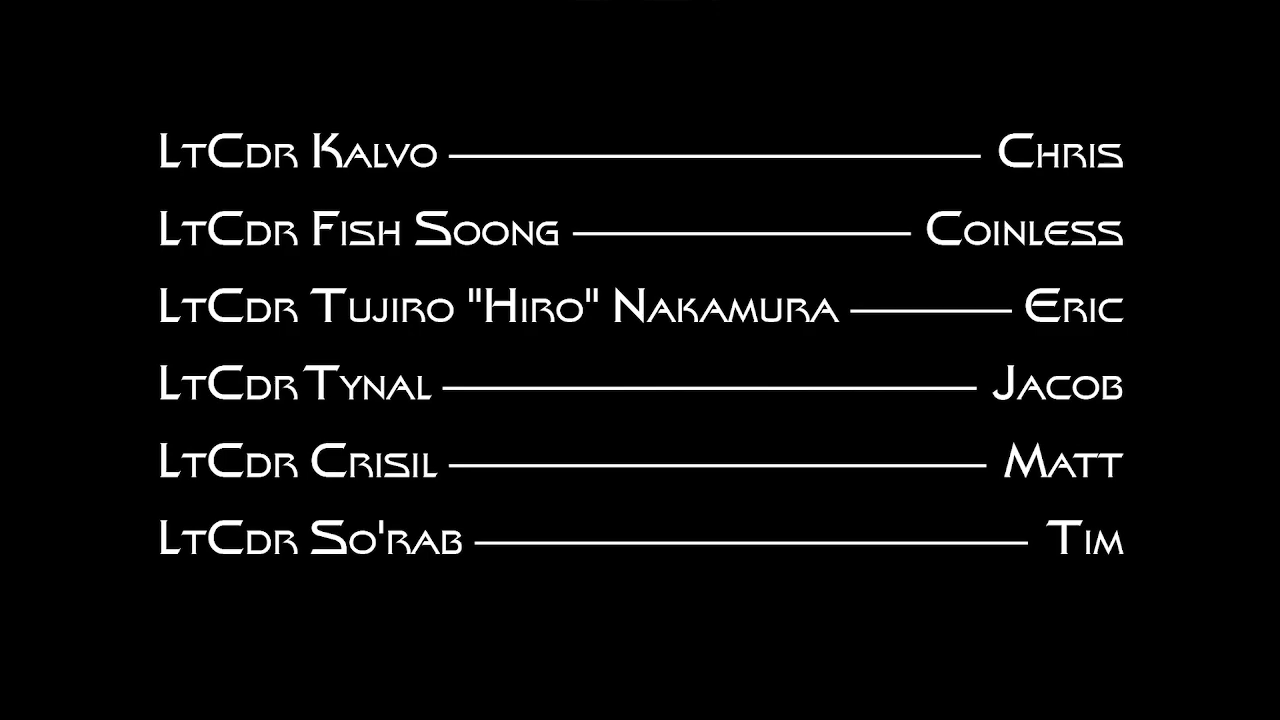 LtCdr Kalvo Chris
LtCdr Fish Soong Coinless
LtCdr Tujiro "Hiro" Nakamura Eric
LtCdr Tynal Jacob
LtCdr Crisil Matt
LtCdr So'rab Tim